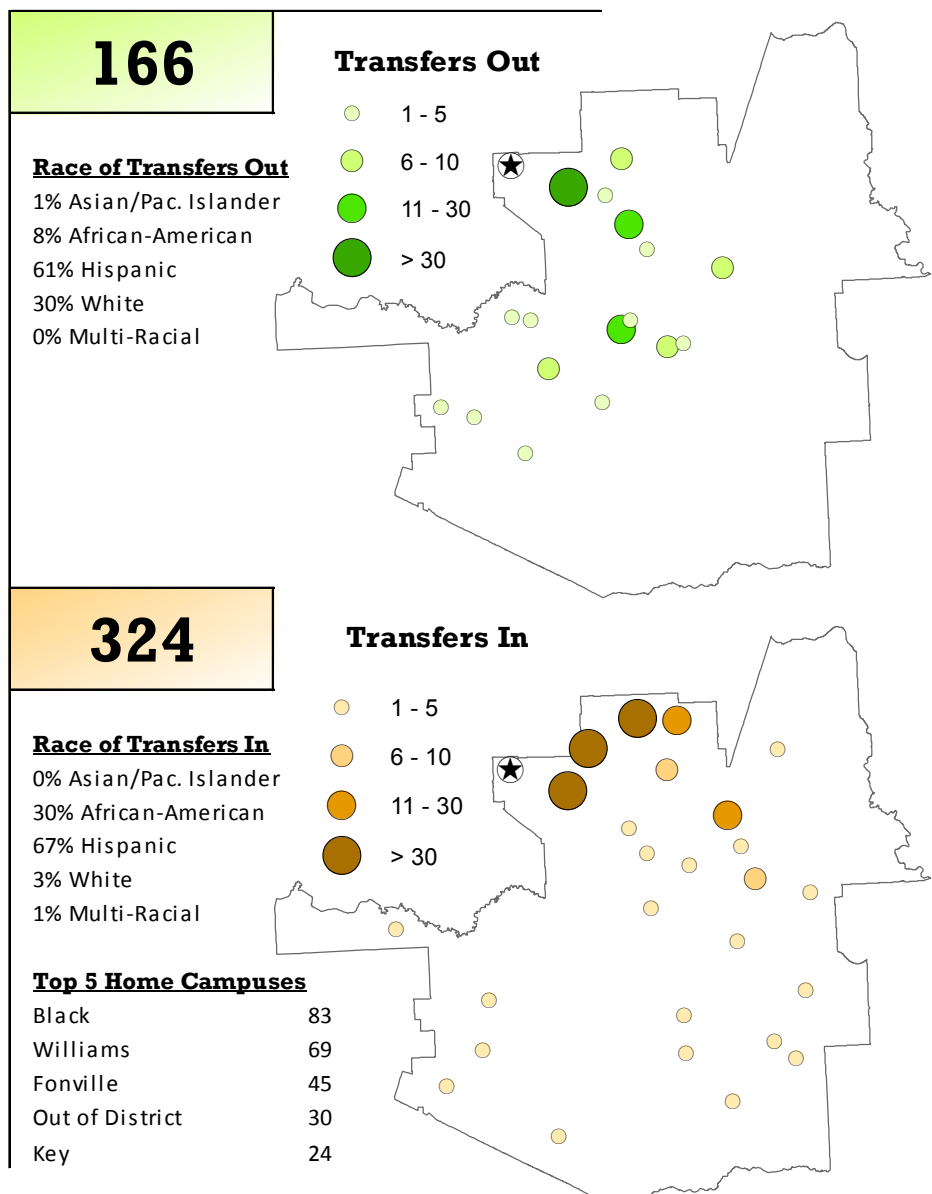 166
Transfers Out
1 - 5
6 - 10
11 - 30
> 30
Race of Transfers Out
1% Asian/Pac. Islander
8% African-American
61% Hispanic
30% White
0% Multi-Racial
324
Transfers In
1 - 5
6 - 10
11 - 30
> 30
Race of Transfers In
0% Asian/Pac. Islander
30% African-American
67% Hispanic
3% White
1% Multi-Racial
Top 5 Home Campuses
Black 83
Williams 69
Fonville 45
Out of District 30
Key 24